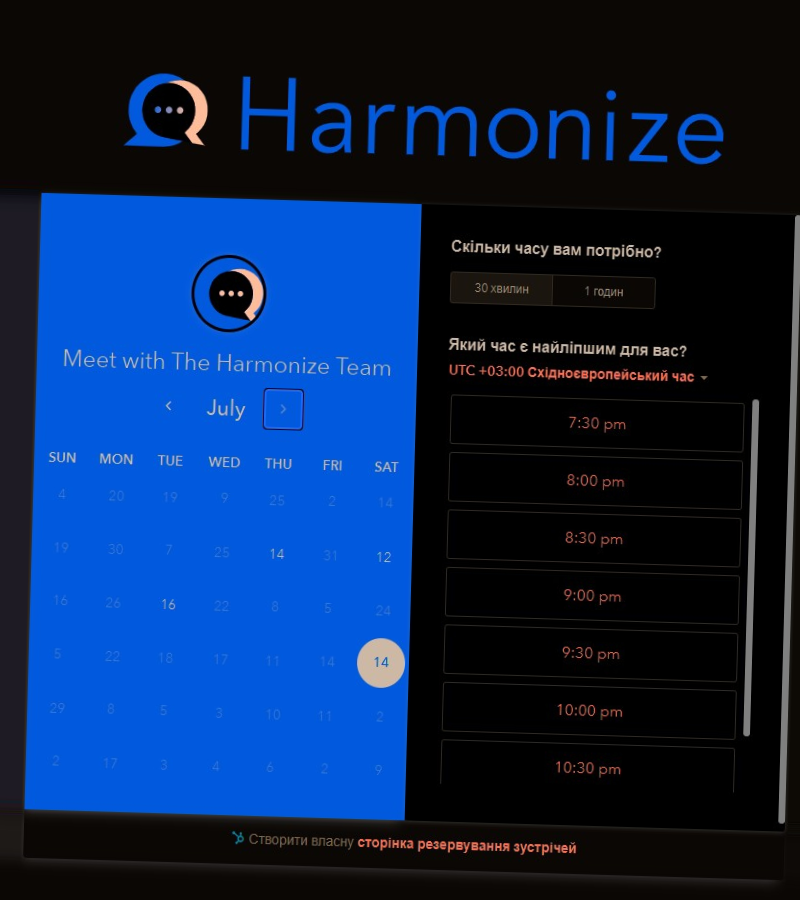 Harmonize
Meet with The Harmonize Team
July
SUN MON TUE WED THU FRI SAT
4 20 19 9 25 2 14
19 30 7 25 14 31 12
16 26 16 22 8 5 24
5 22 18 17 11 14 14
29 8 5 3 10 11 2
2 17 3 4 6 2 9
Скільки часу вам потрібно?
30 хвилин 1 годин
Який час є найліпшим для вас?
UTC +03:00 Східноєвропейський час
7:30 pm
8:00 pm
8:30 pm
9:00 pm
9:30 pm
10:00 pm
10:30 pm
Створити власну сторінка резервування зустрічей